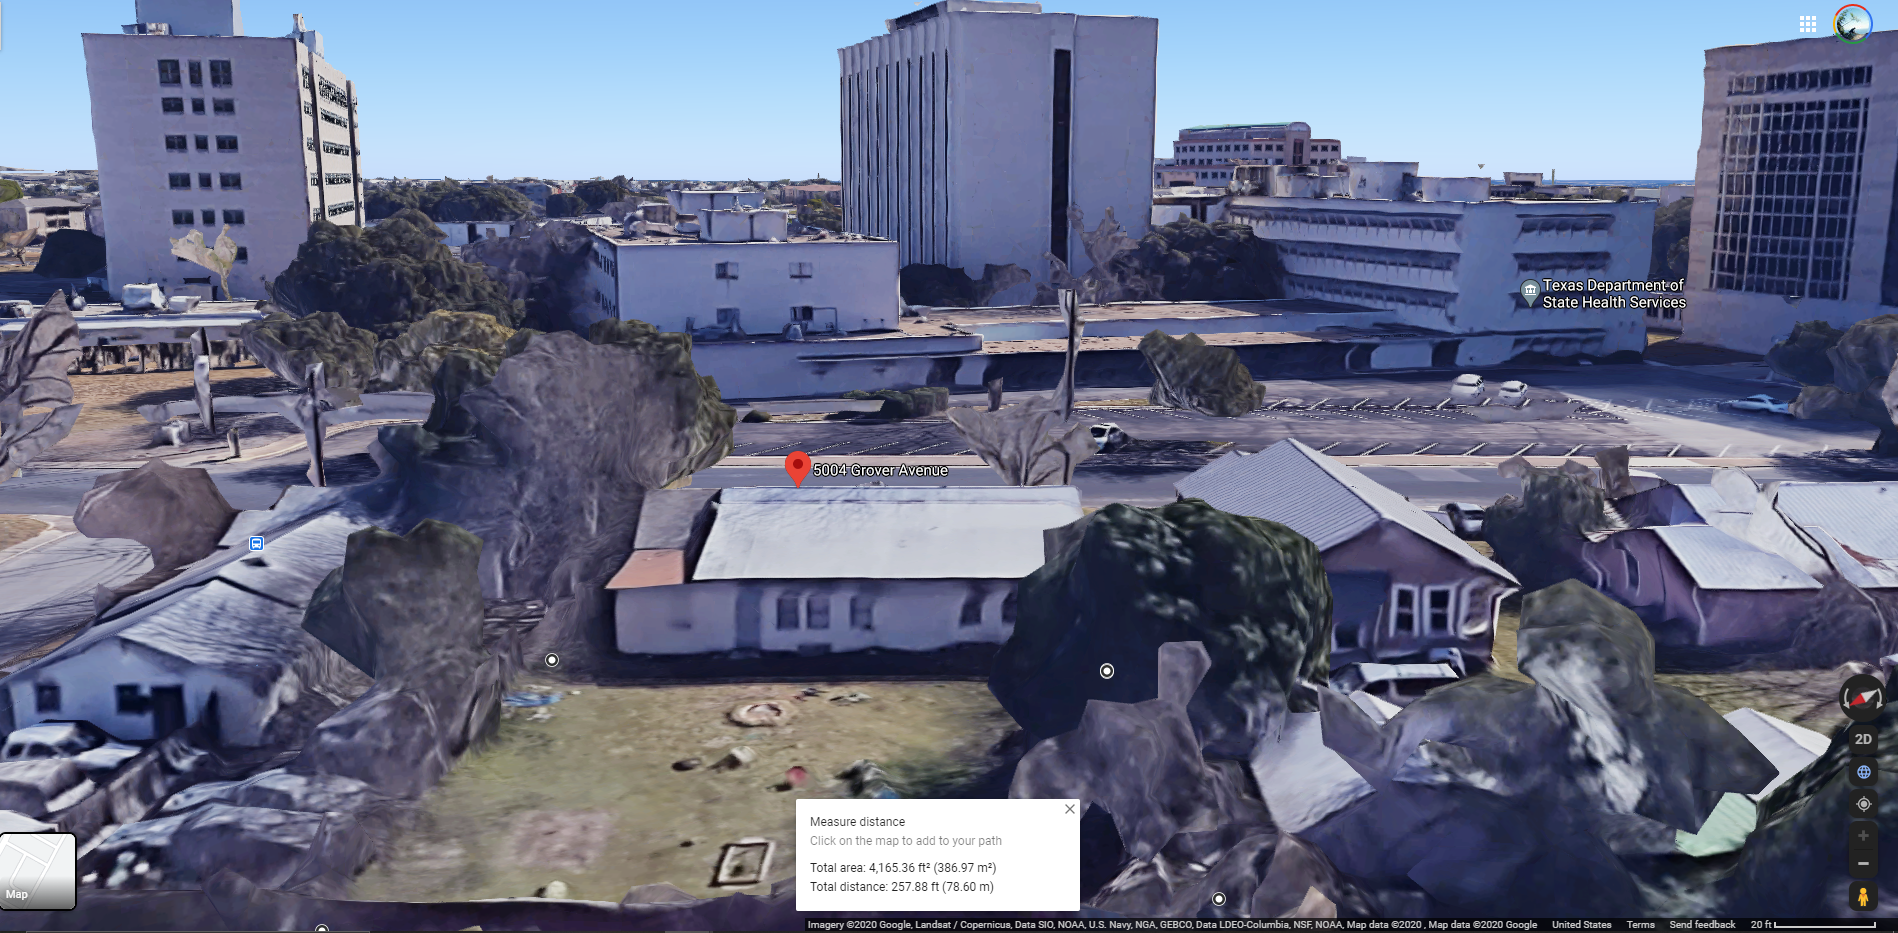 Texas Department of
State Health Services
5004 Grover Avenue
Measure distance
Click on the map to add to your path
Total area: 4,165.36 ft² (386.97 m²)
Total distance: 257.88 ft (78.60 m)
2D
Map
Imagery ©2020 Google, Landsat / Copernicus, Data SIO, NOAA, U.S. Navy, NGA, GEBCO, Data LDEO-Columbia, NSF, NOAA, Map data ©2020 , Map data ©2020 Google United States Terms Send feedback 20 ft